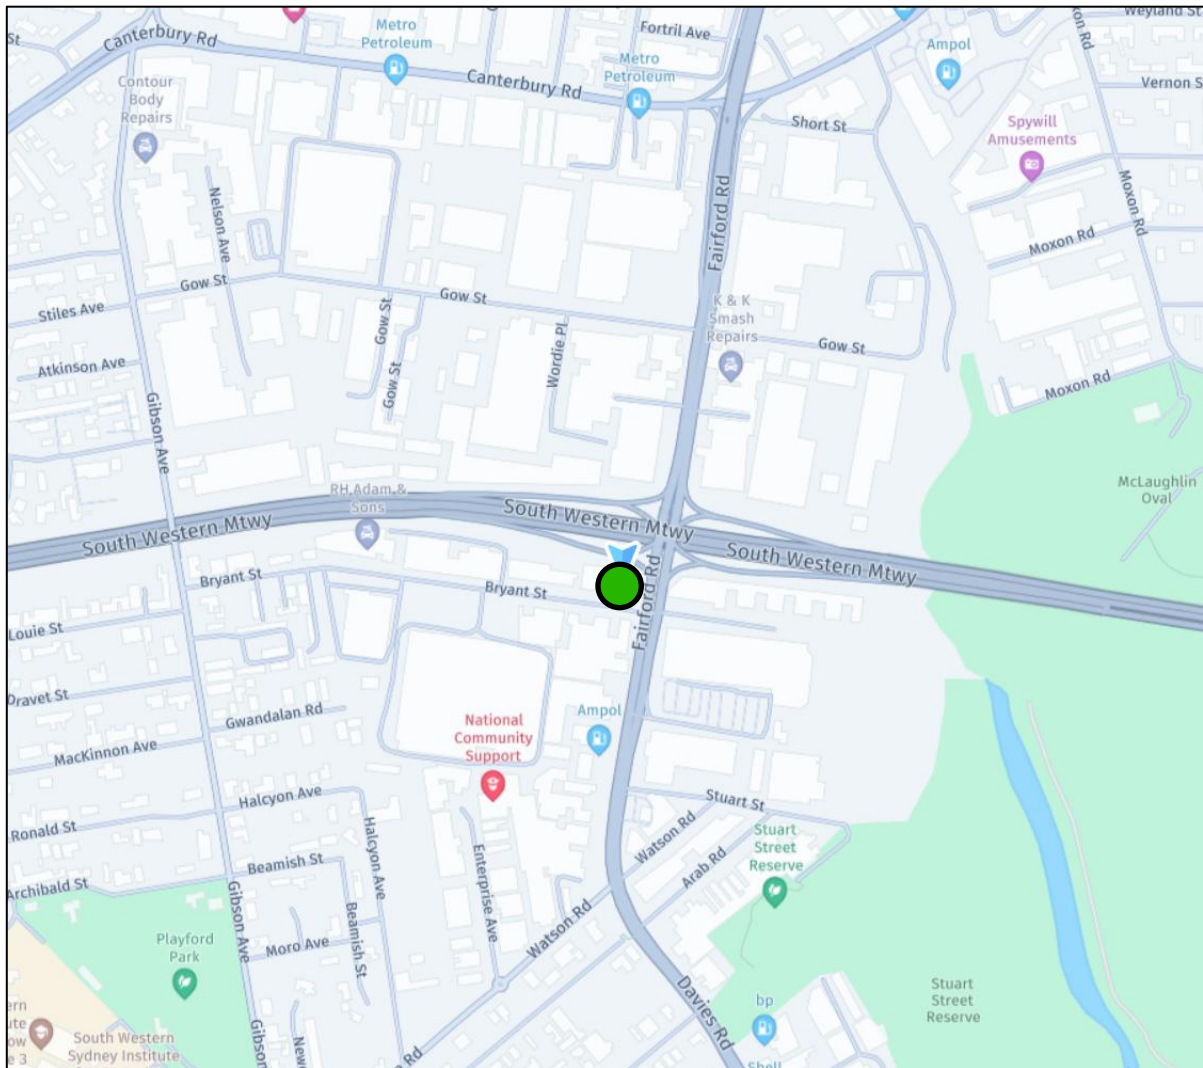 St
Canterbury Rd
Metro
Petroleum
Fortril Ave
Weyland St
Metro
Petroleum
Canterbury Rd
Ampol
Vernon S
Contour
Body
Repairs
Short St
Spywill
Amusements
Moxon Rd
Nelson Ave
Fairford Rd
Moxon Rd
Gow St
Gow St
Stiles Ave
Gow St
K & K
Smash
Repairs
Gow St
Wordie Pl
Atkinson Ave
Gow St
Moxon Rd
Gibson Ave
McLaughlin
Oval
RH Adam &
Sons
South Western Mtwy
South Western Mtwy
South Western Mtwy
Bryant St
Bryant St
Fairford Rd
Louie St
Dravet St
Gwandalan Rd
Ampol
National
Community
Support
MacKinnon Ave
Halcyon Ave
Stuart St
Ronald St
Halcyon Ave
Watson Rd
Stuart
Street
Reserve
Beamish St
Enterprise Ave
Arab Rd
Archibald St
Gibson Ave
Beamish St
Watson Rd
Playford
Park
Moro Ave
Davies Rd
Stuart
Street
Reserve
bp
South Western
Sydney Institute
Gibson
Rd
Shell